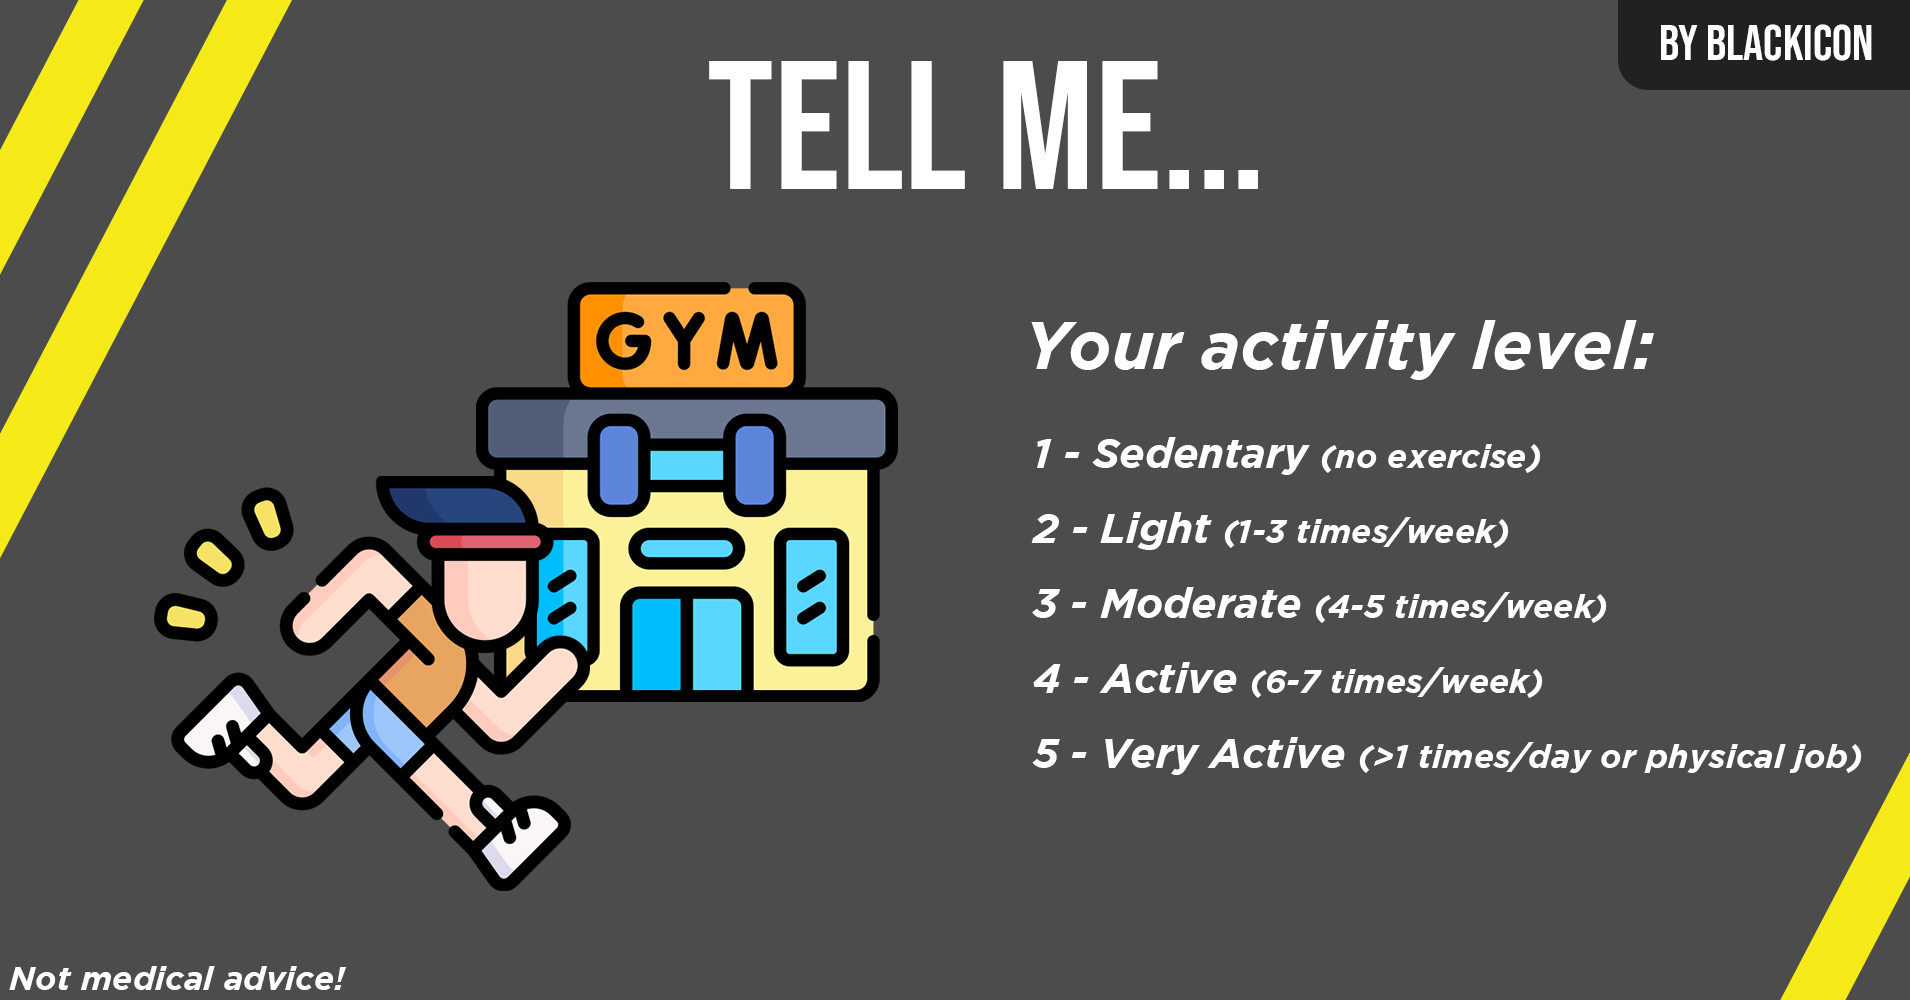 BY BLACKICON
TELL ME...
GYM
Your activity level:
1 - Sedentary (no exercise)
2 - Light (1-3 times/week)
3 - Moderate (4-5 times/week)
4 - Active (6-7 times/week)
5 - Very Active (>1 times/day or physical job)
Not medical advice!